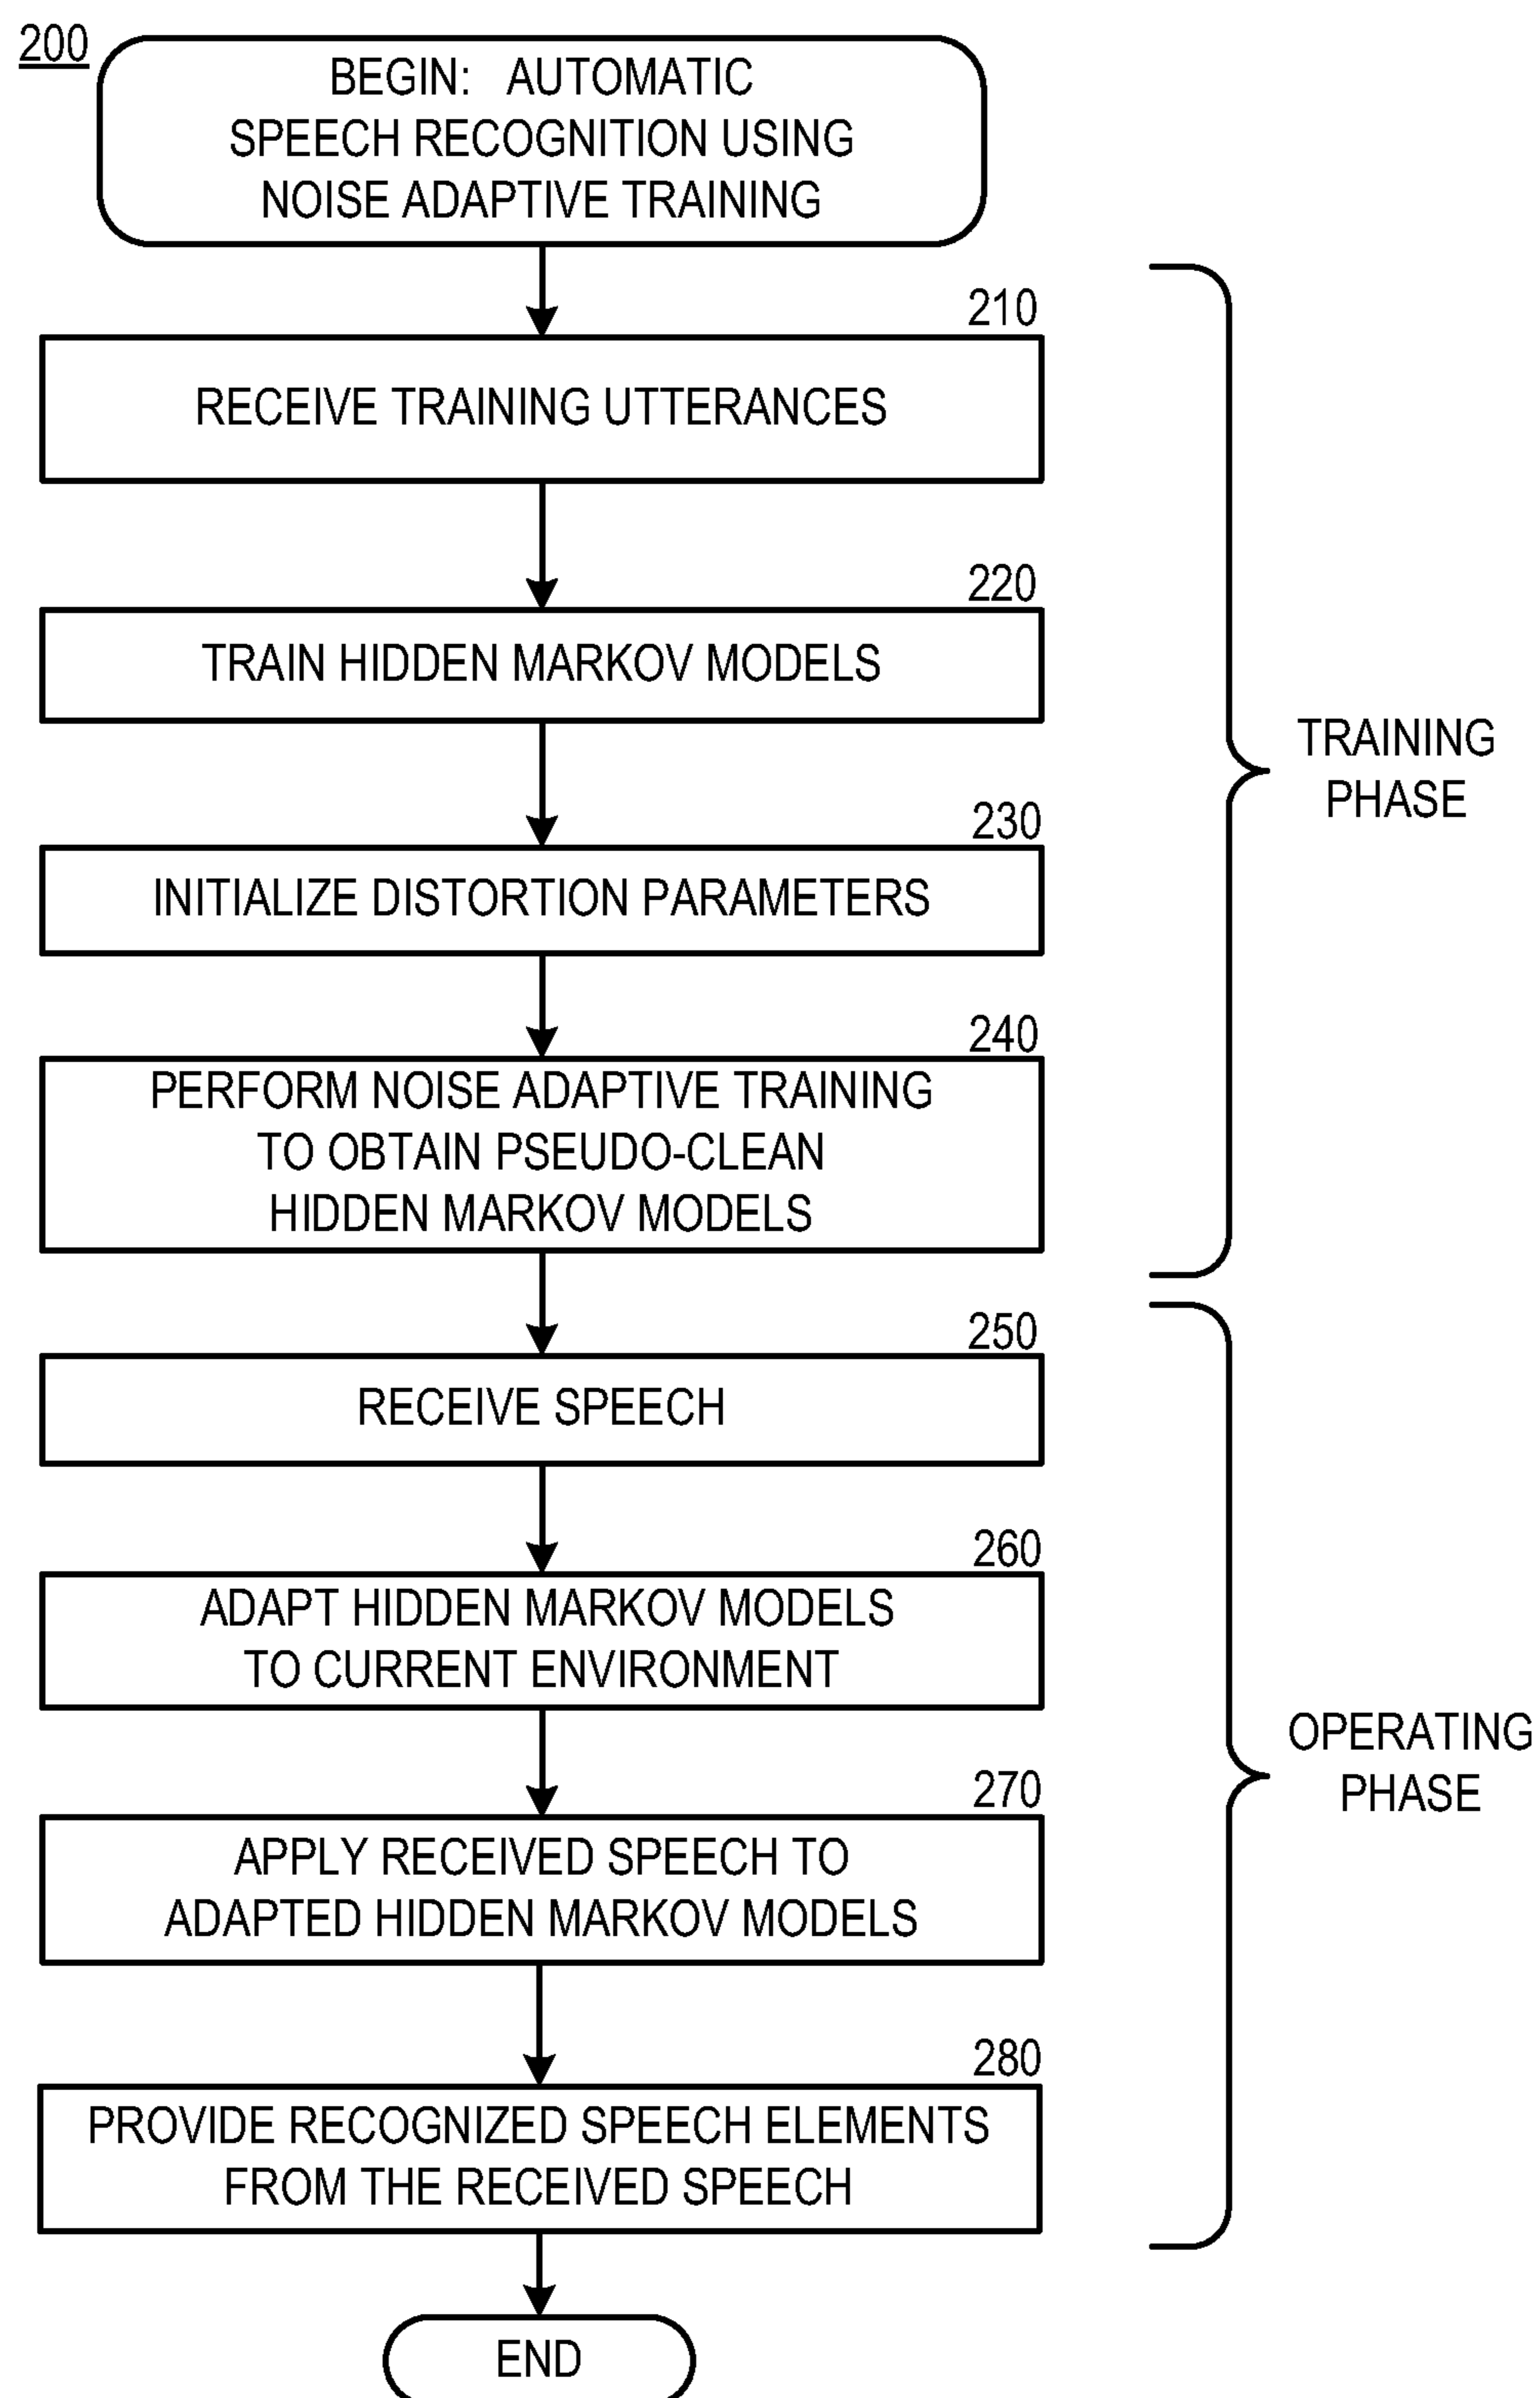 200
BEGIN: AUTOMATIC
SPEECH RECOGNITION USING
NOISE ADAPTIVE TRAINING
210
RECEIVE TRAINING UTTERANCES
220
TRAIN HIDDEN MARKOV MODELS
230
INITIALIZE DISTORTION PARAMETERS
240
PERFORM NOISE ADAPTIVE TRAINING
TO OBTAIN PSEUDO-CLEAN
HIDDEN MARKOV MODELS
TRAINING
PHASE
250
RECEIVE SPEECH
260
ADAPT HIDDEN MARKOV MODELS
TO CURRENT ENVIRONMENT
270
APPLY RECEIVED SPEECH TO
ADAPTED HIDDEN MARKOV MODELS
280
PROVIDE RECOGNIZED SPEECH ELEMENTS
FROM THE RECEIVED SPEECH
OPERATING
PHASE
END